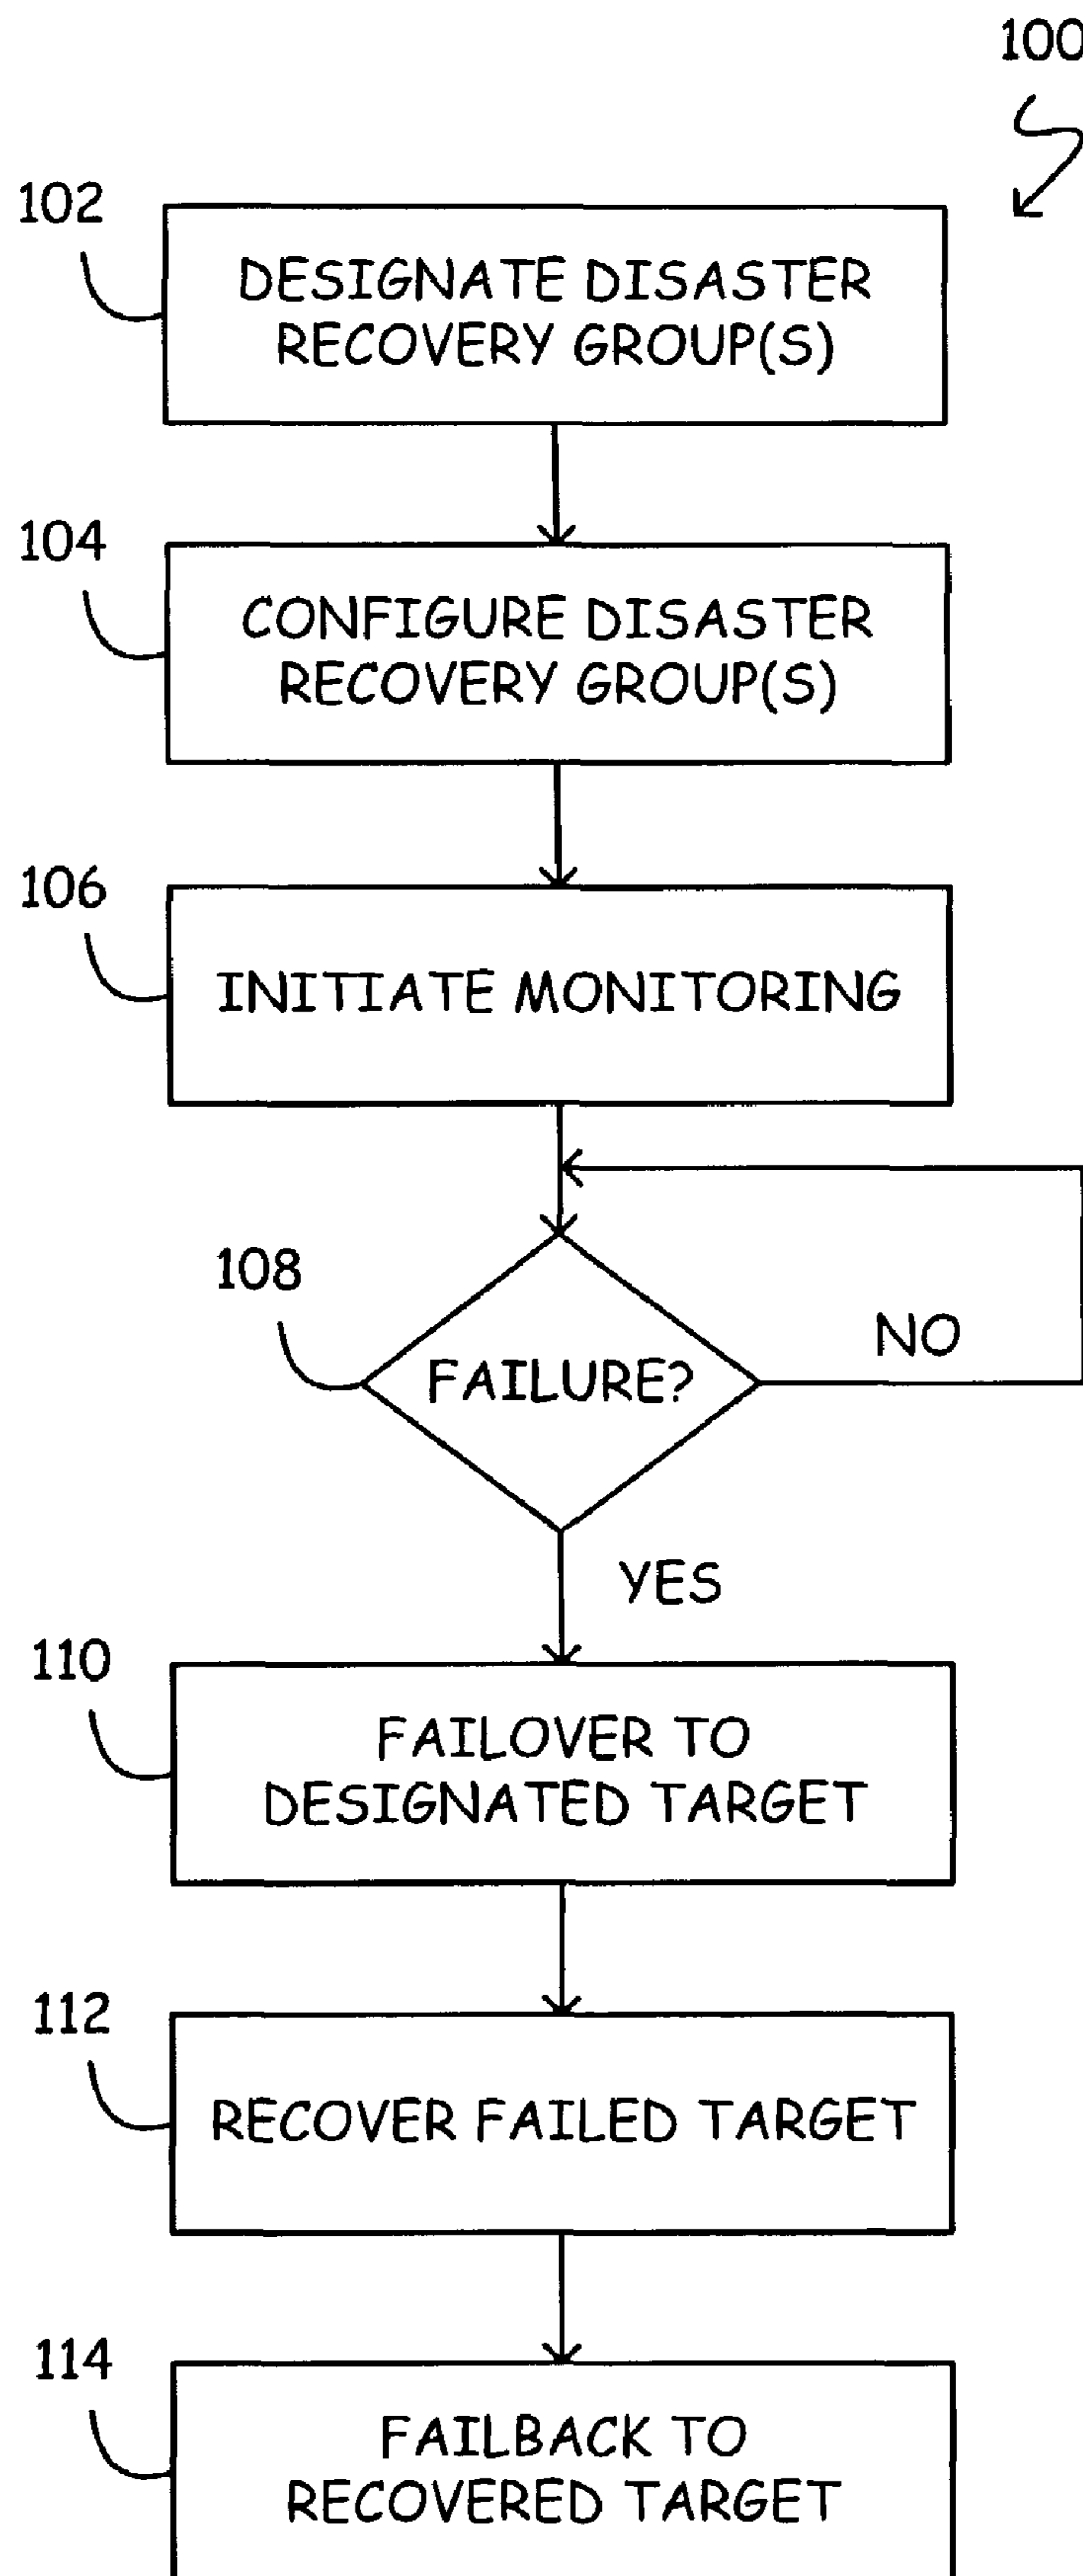 100
102
DESIGNATE DISASTER
RECOVERY GROUP(S)
104
CONFIGURE DISASTER
RECOVERY GROUP(S)
106
INITIATE MONITORING
108
FAILURE?
NO
YES
110
FAILOVER TO
DESIGNATED TARGET
112
RECOVER FAILED TARGET
114
FAILBACK TO
RECOVERED TARGET